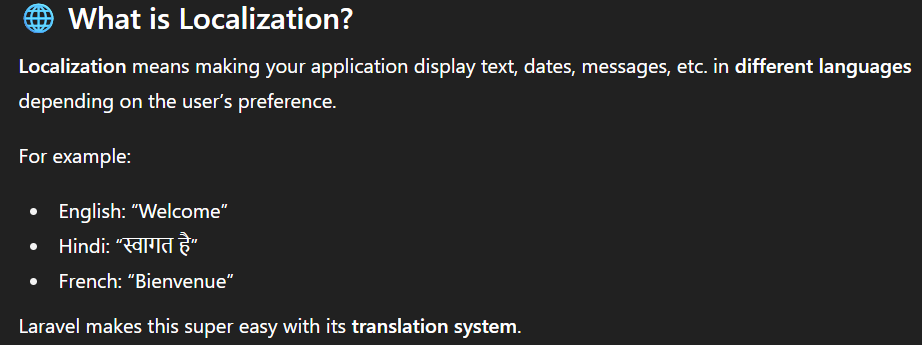 🌐 What is Localization?
Localization means making your application display text, dates, messages, etc. in different languages
depending on the user’s preference.
For example:
• English: “Welcome”
• Hindi: “स्वागत है”
• French: “Bienvenue”
Laravel makes this super easy with its translation system.